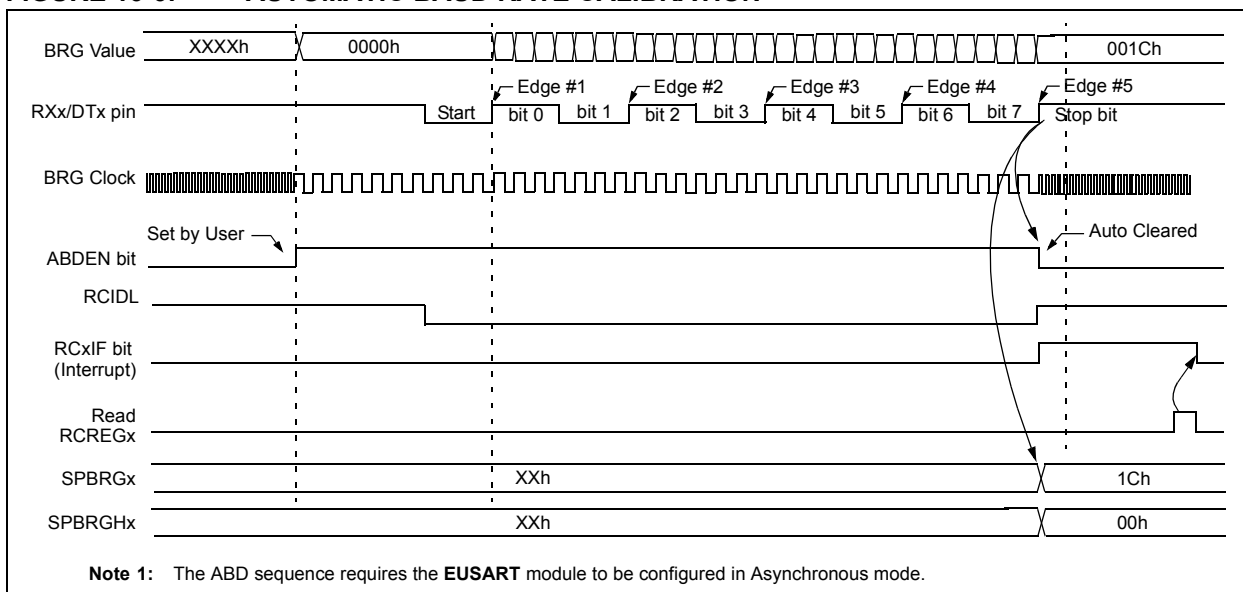 BRG Value XXXXh 0000h 001Ch
Edge #1 Edge #2 Edge #3 Edge #4 Edge #5
RXx/DTx pin Start bit 0 bit 1 bit 2 bit 3 bit 4 bit 5 bit 6 bit 7 Stop bit
BRG Clock
Set by User Auto Cleared
ABDEN bit
RCIDL
RCxIF bit
(Interrupt)
Read
RCREGx
SPBRGx XXh 1Ch
SPBRGHx XXh 00h
Note 1: The ABD sequence requires the EUSART module to be configured in Asynchronous mode.